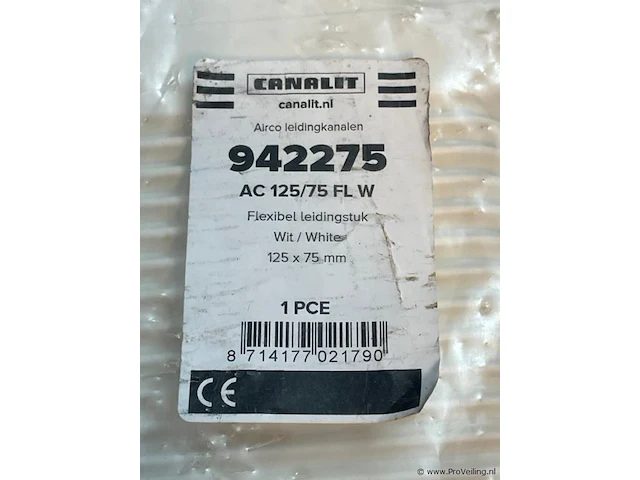 CANALIT
canalit.nl
Airco leidingkanalen
942275
AC 125/75 FL W
Flexibel leidingstuk
Wit / White
125 x 75 mm
1 PCE
8 714177 021790
CE
© www.ProVeiling.nl